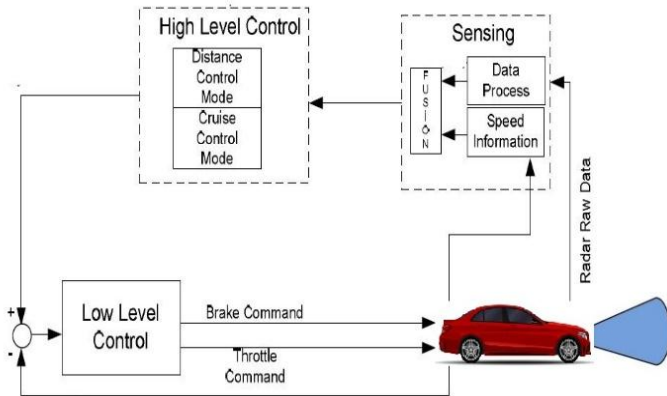 High Level Control
Distance
Control
Mode
Cruise
Control
Mode
Sensing
FUSION
Data
Process
Speed
Information
Radar Raw Data
+
-
Low Level
Control
Brake Command
Throttle
Command